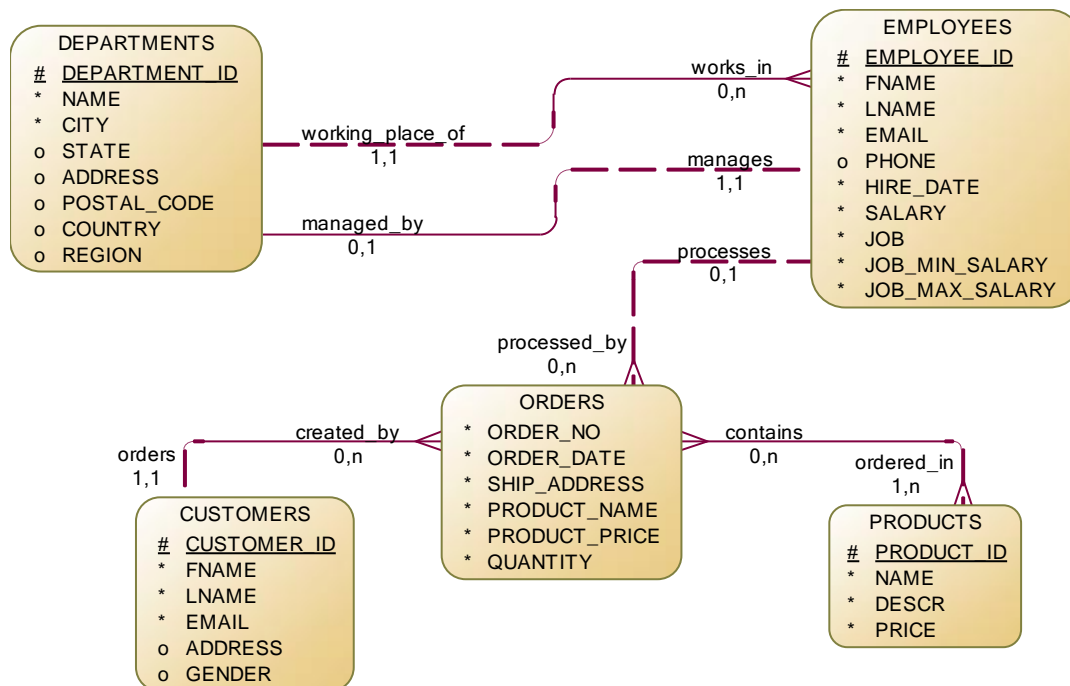 DEPARTMENTS
# DEPARTMENT_ID
* NAME
* CITY
o STATE
o ADDRESS
o POSTAL_CODE
o COUNTRY
o REGION
works_in
0,n
working_place_of
1,1
manages
1,1
managed_by
0,1
EMPLOYEES
# EMPLOYEE_ID
* FNAME
* LNAME
* EMAIL
o PHONE
* HIRE_DATE
* SALARY
* JOB
* JOB_MIN_SALARY
* JOB_MAX_SALARY
processes
0,1
processed_by
0,n
ORDERS
* ORDER_NO
* ORDER_DATE
* SHIP_ADDRESS
* PRODUCT_NAME
* PRODUCT_PRICE
* QUANTITY
created_by
0,n
orders
1,1
contains
0,n
ordered_in
1,n
CUSTOMERS
# CUSTOMER_ID
* FNAME
* LNAME
* EMAIL
o ADDRESS
o GENDER
PRODUCTS
# PRODUCT_ID
* NAME
* DESCR
* PRICE